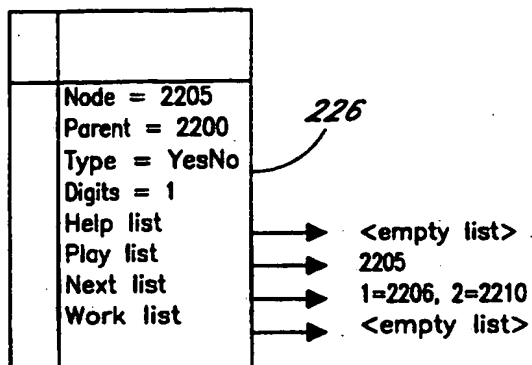 226
Node = 2205
Parent = 2200
Type = YesNo
Digits = 1
Help list <empty list>
Play list 2205
Next list 1=2206, 2=2210
Work list <empty list>